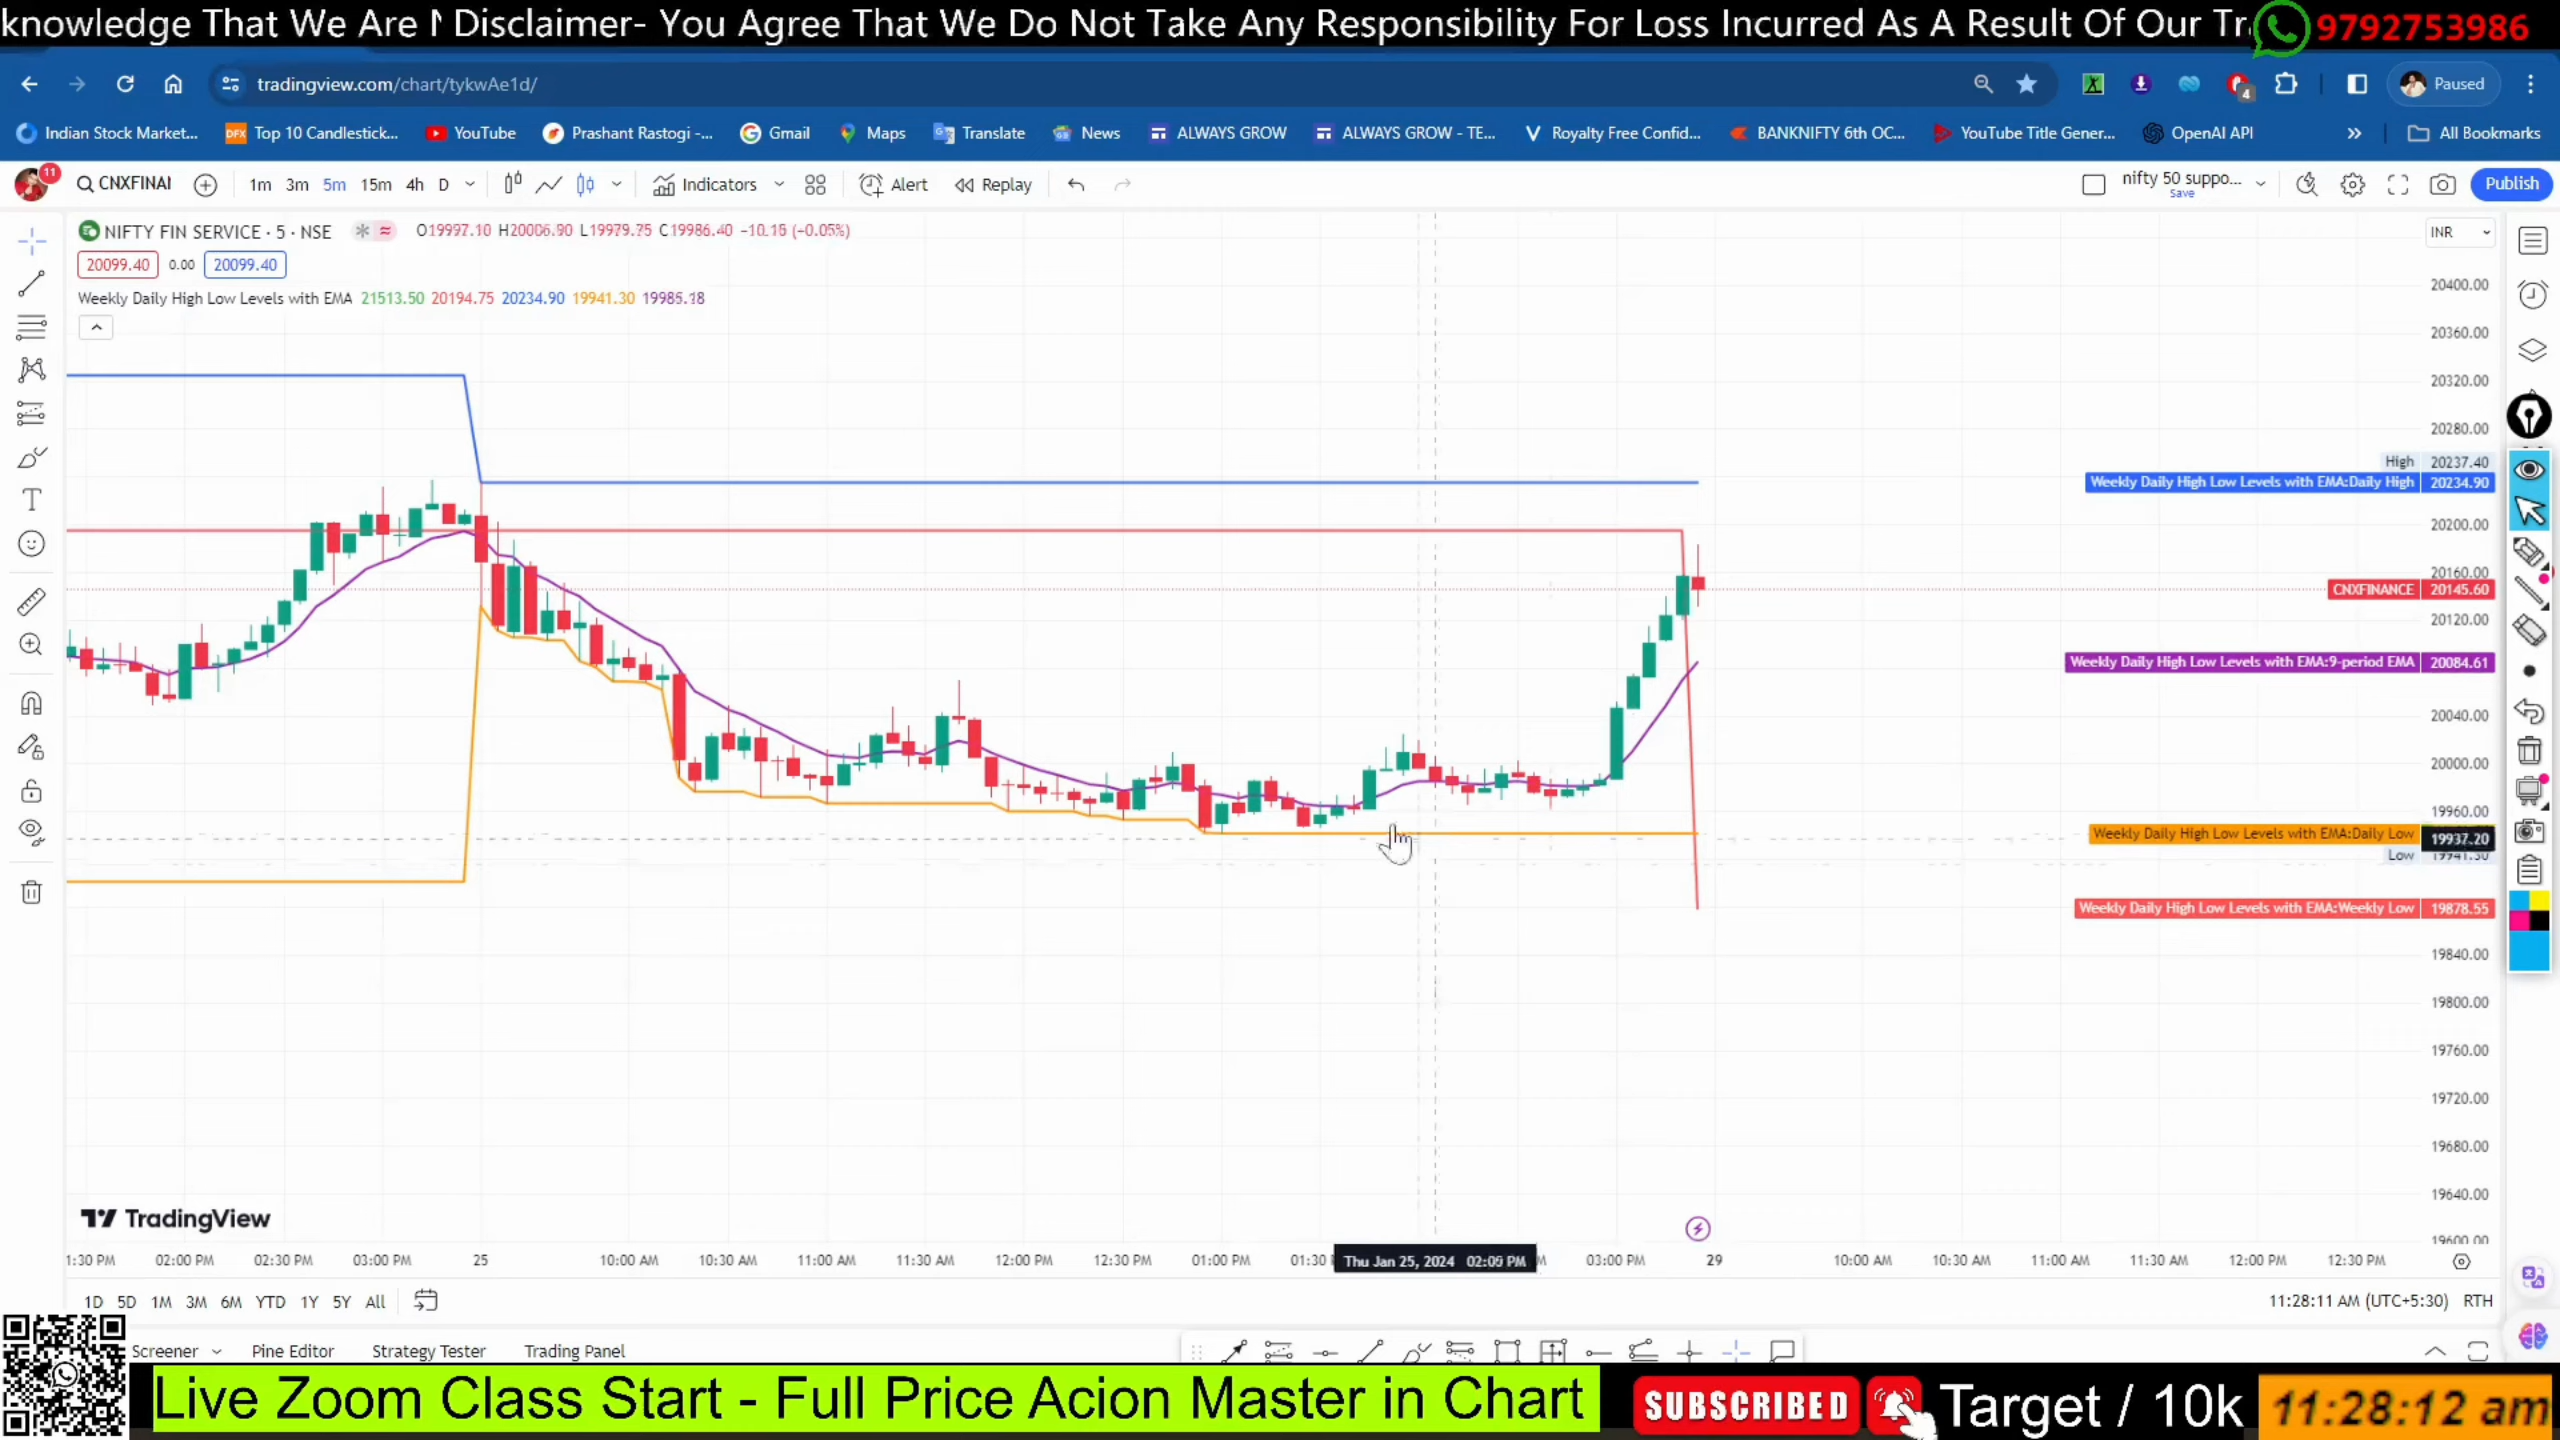 knowledge That We Are Disclaimer- You Agree That We Do Not Take Any Responsibility For Loss Incurred As A Result Of Our 9792753986
tradingview.com/chart/tykwAe1d/ 4 Paused
Indian Stock Market... DFX Top 10 Candlestick... YouTube Prashant Rastogi -... Gmail Maps Translate News ALWAYS GROW ALWAYS GROW - TE... Royalty Free Confid... BANKNIFTY 6th OC... YouTube Title Gener... OpenAI API » All Bookmarks
11 CNXFINAI 1m 3m 5m 15m 4h D Indicators Alert Replay nifty 50 suppo... Save Publish
NIFTY FIN SERVICE · 5 · NSE O19997.10 H20006.90 L19979.75 C19986.40 −10.15 (−0.05%) INR
20099.40 0.00 20099.40
Weekly Daily High Low Levels with EMA 21513.50 20194.75 20234.90 19941.30 19985.18
20400.00
20360.00
20320.00
20280.00
High 20237.40
Weekly Daily High Low Levels with EMA:Daily High 20234.90
20200.00
20160.00
CNXFINANCE 20145.60
20120.00
Weekly Daily High Low Levels with EMA:9-period EMA 20084.61
20040.00
20000.00
19960.00
Weekly Daily High Low Levels with EMA:Daily Low 19937.20
Low 19941.30
Weekly Daily High Low Levels with EMA:Weekly Low 19878.55
19840.00
19800.00
19760.00
19720.00
19680.00
19640.00
19600.00
TradingView
1:30 PM 02:00 PM 02:30 PM 03:00 PM 25 10:00 AM 10:30 AM 11:00 AM 11:30 AM 12:00 PM 12:30 PM 01:00 PM 01:30 Thu Jan 25, 2024 02:05 PM M 03:00 PM 29 10:00 AM 10:30 AM 11:00 AM 11:30 AM 12:00 PM 12:30 PM
1D 5D 1M 3M 6M YTD 1Y 5Y All 11:28:11 AM (UTC+5:30) RTH
Screener Pine Editor Strategy Tester Trading Panel
Live Zoom Class Start - Full Price Acion Master in Chart SUBSCRIBED Target / 10k 11:28:12 am